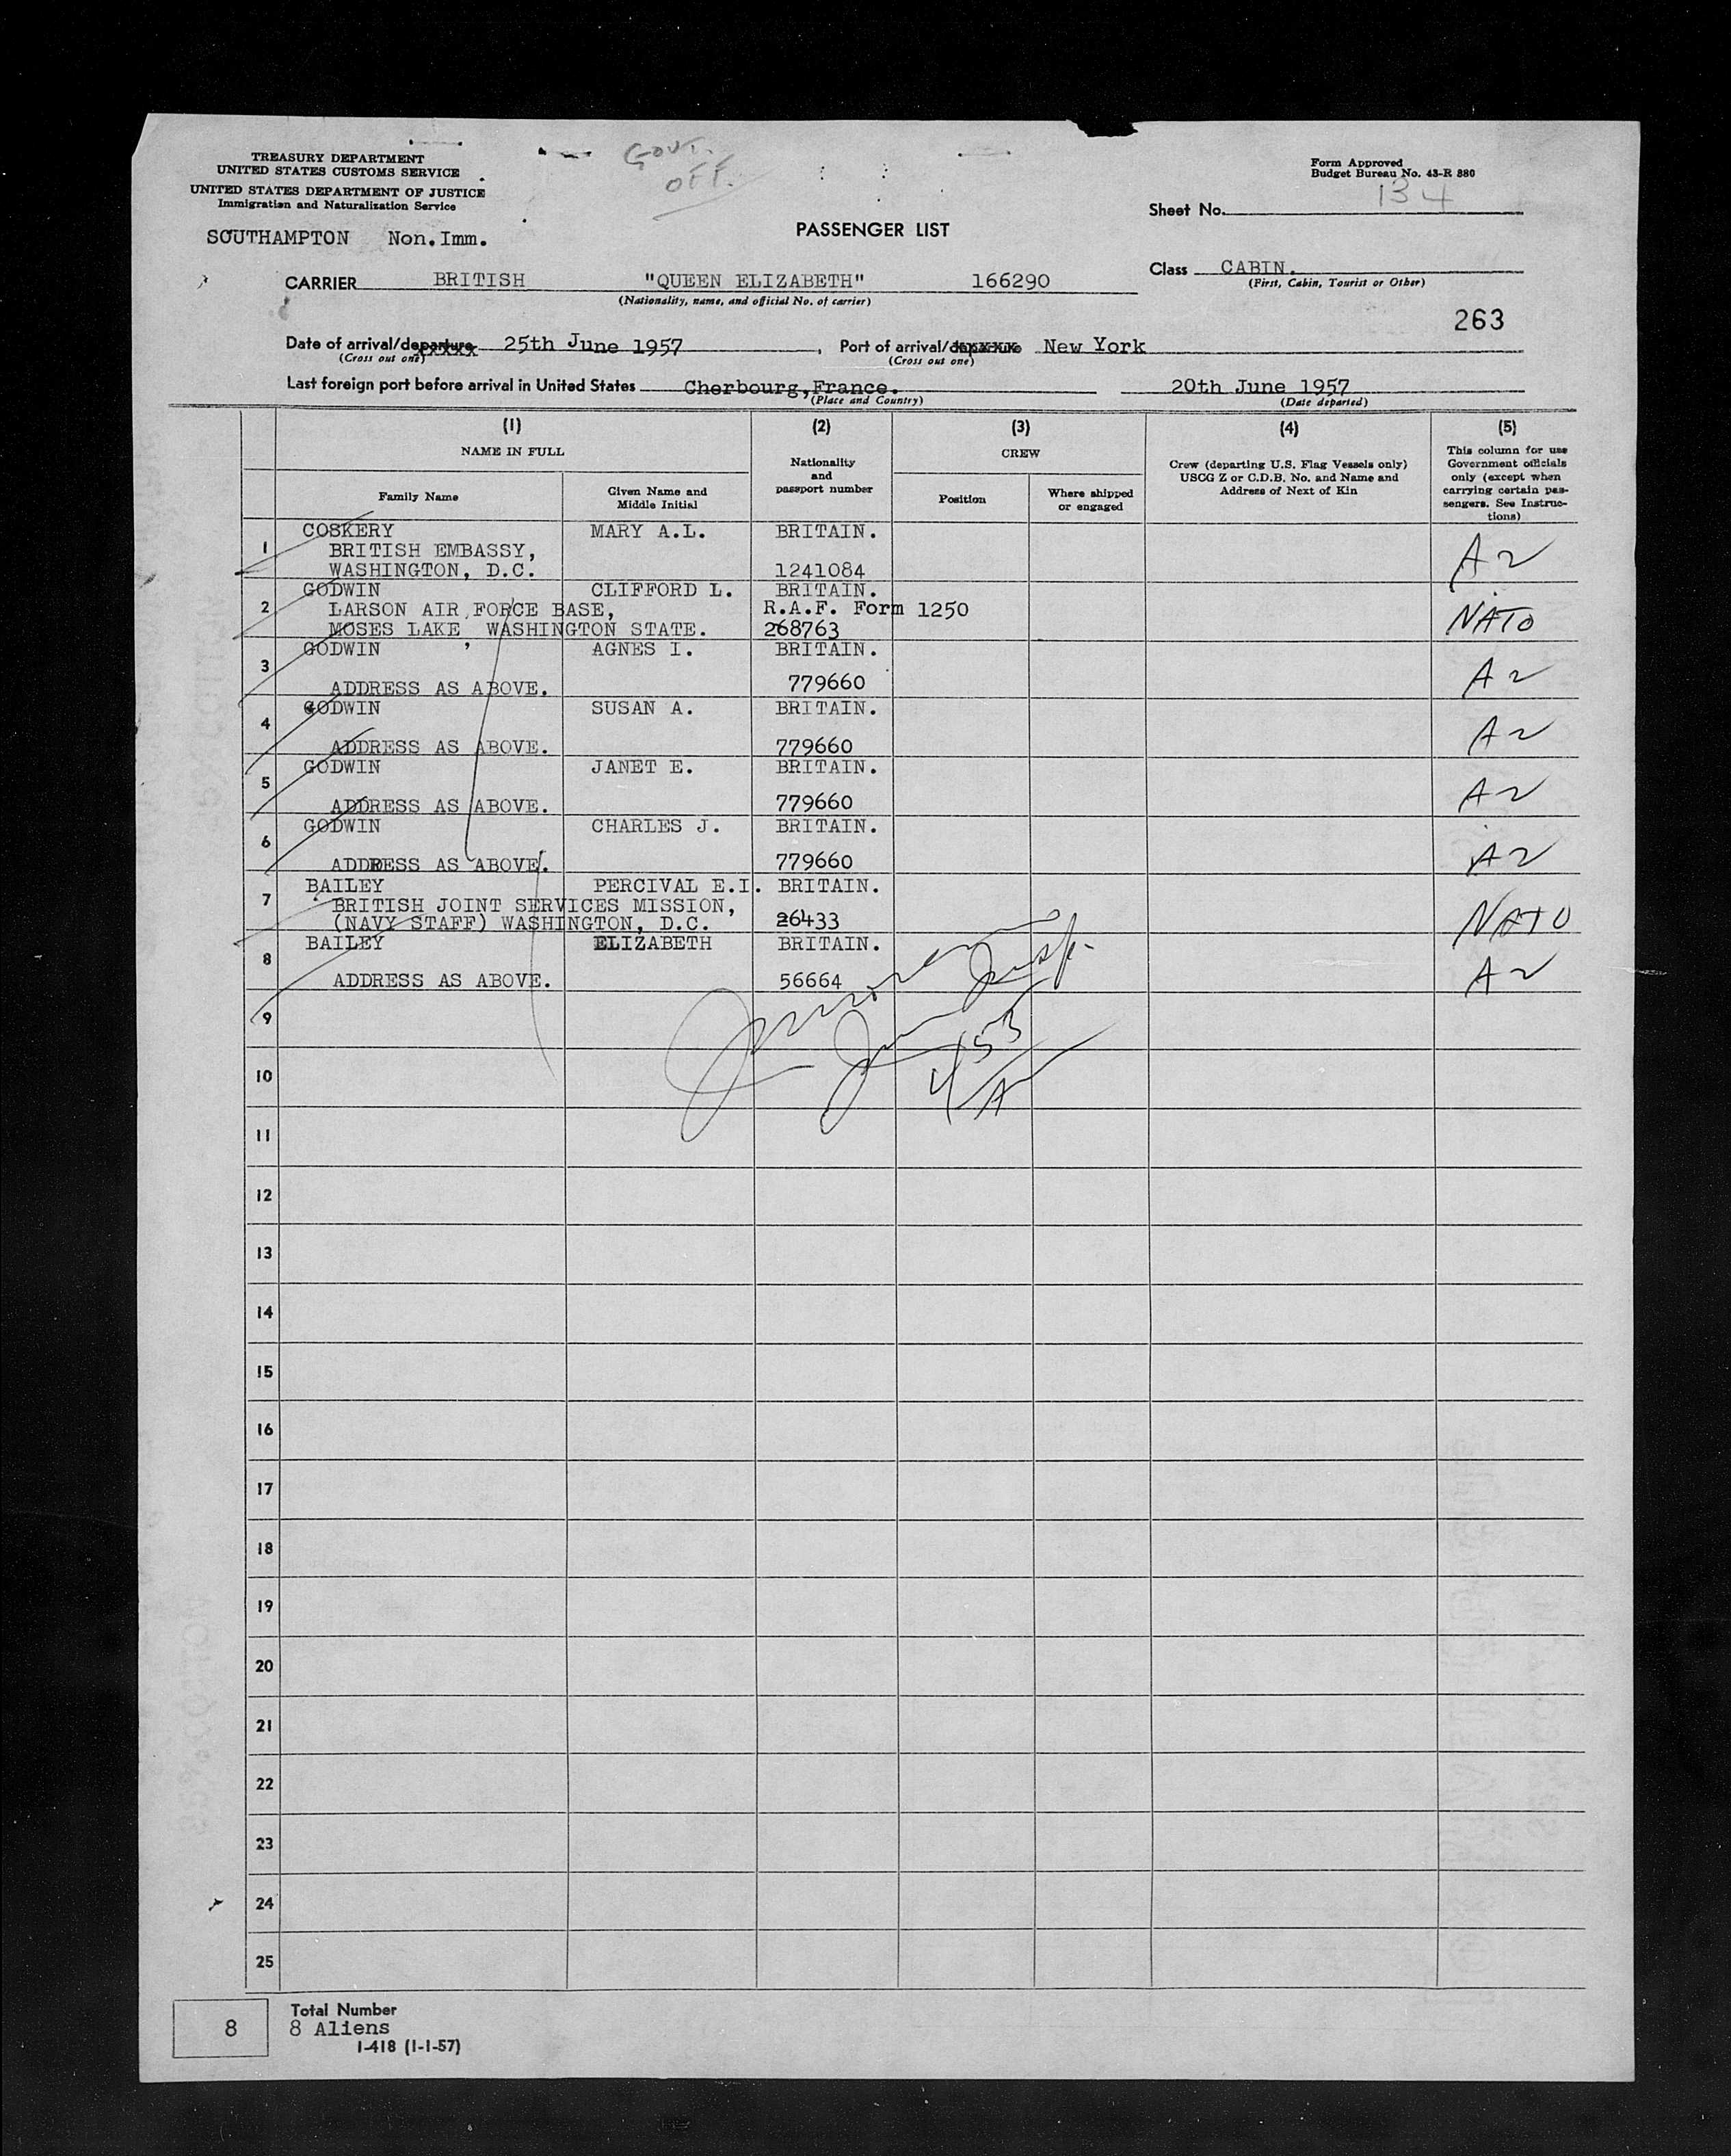 TREASURY DEPARTMENT
UNITED STATES CUSTOMS SERVICE
UNITED STATES DEPARTMENT OF JUSTICE
Immigration and Naturalization Service
GOVT.
OFF.
Form Approved
Budget Bureau No. 43-R 380
Sheet No. 134
SOUTHAMPTON Non.Imm.
PASSENGER LIST
CARRIER BRITISH "QUEEN ELIZABETH" 166290
(Nationality, name, and official No. of carrier)
Class CABIN.
(First, Cabin, Tourist or Other)
263
Date of arrival/departure 25th June 1957, Port of arrival/departure New York
(Cross out one) (Cross out one)
Last foreign port before arrival in United States Cherbourg,France. 20th June 1957
(Place and Country) (Date departed)
(1) (2) (3) (4) (5)
NAME IN FULL
Family Name
Given Name and
Middle Initial
Nationality
and
passport number
CREW
Position
Where shipped
or engaged
Crew (departing U.S. Flag Vessels only)
USCG Z or C.D.B. No. and Name and
Address of Next of Kin
This column for use
Government officials
only (except when
carrying certain pas-
sengers. See Instruc-
tions)
1 COSKERY MARY A.L. BRITAIN. A2
BRITISH EMBASSY,
WASHINGTON, D.C. 1241084
2 GODWIN CLIFFORD L. BRITAIN. NATO
LARSON AIR FORCE BASE, R.A.F. Form 1250
MOSES LAKE, WASHINGTON STATE. 268763
3 GODWIN AGNES I. BRITAIN. A2
ADDRESS AS ABOVE. 779660
4 GODWIN SUSAN A. BRITAIN. A2
ADDRESS AS ABOVE. 779660
5 GODWIN JANET E. BRITAIN. A2
ADDRESS AS ABOVE. 779660
6 GODWIN CHARLES J. BRITAIN. A2
ADDRESS AS ABOVE. 779660
7 BAILEY PERCIVAL E.I. BRITAIN. NATO
BRITISH JOINT SERVICES MISSION,
(NAVY STAFF) WASHINGTON, D.C. 26433
8 BAILEY ELIZABETH BRITAIN. A2
ADDRESS AS ABOVE. 56664
9
453
10
11
12
13
14
15
16
17
18
19
20
21
22
23
24
25
8 Total Number
8 Aliens
I-418 (1-1-57)